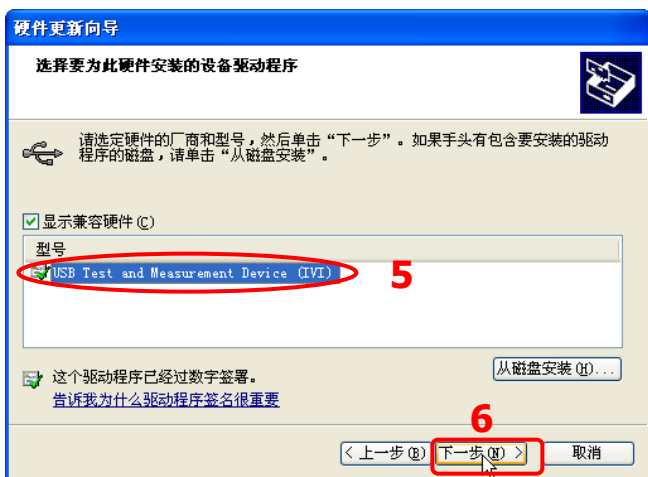 硬件更新向导
选择要为此硬件安装的设备驱动程序
请选定硬件的厂商和型号，然后单击“下一步”。如果手头有包含要安装的驱动
程序的磁盘，请单击“从磁盘安装”。
显示兼容硬件(C)
型号
USB Test and Measurement Device (IVI)
5
这个驱动程序已经过数字签署。
从磁盘安装(H)...
告诉我为什么驱动程序签名很重要
6
< 上一步(B)
下一步(N) >
取消